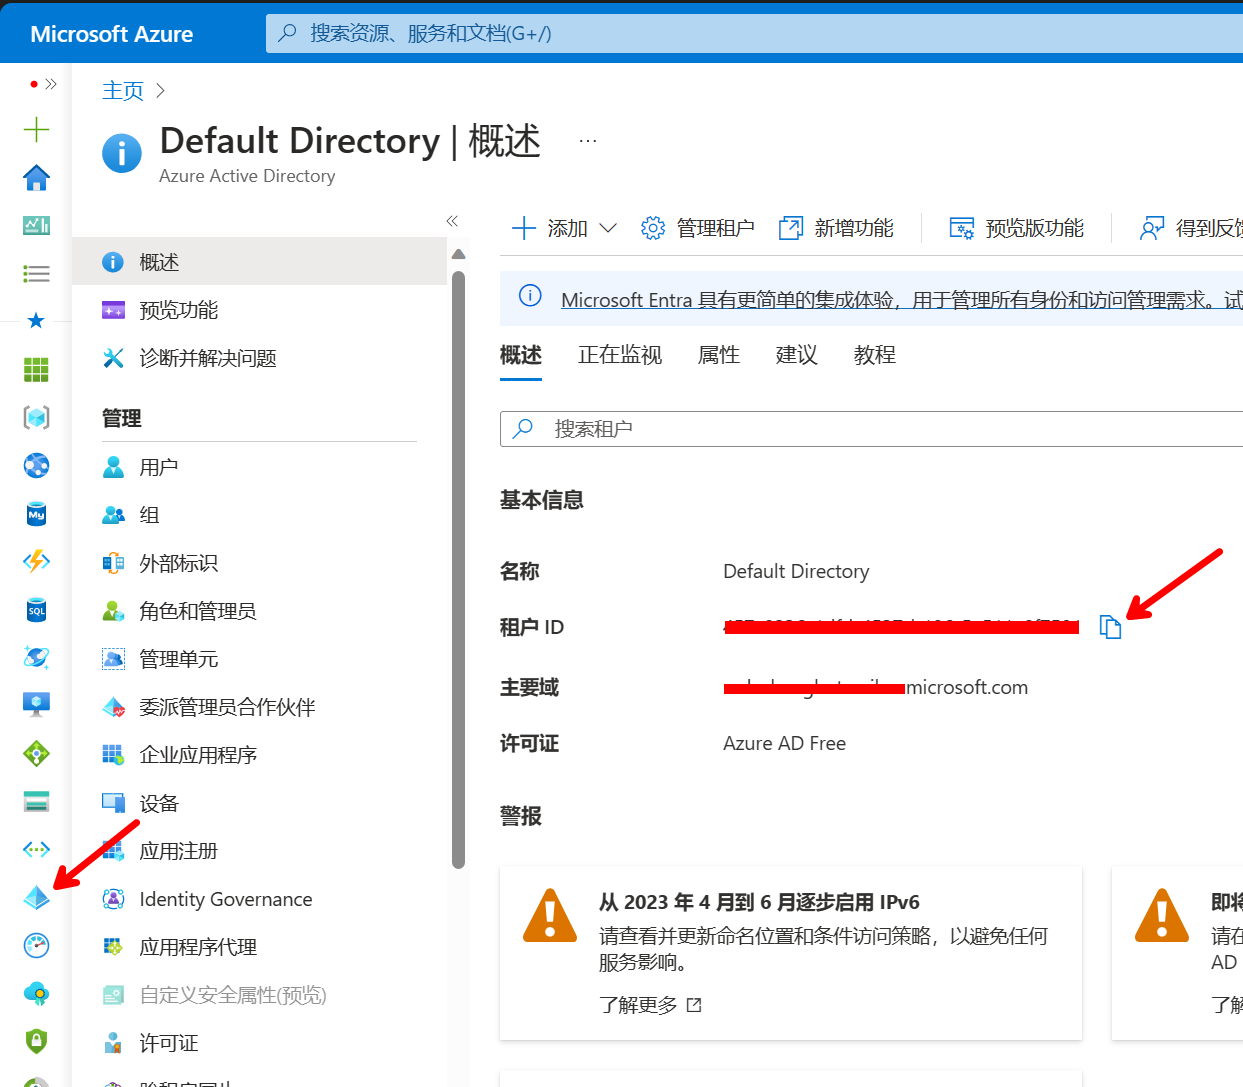 Microsoft Azure
搜索资源、服务和文档(G+/)
主页
Default Directory | 概述
...
Azure Active Directory
添加
管理租户
新增功能
预览版功能
得到反馈
概述
预览功能
诊断并解决问题
管理
用户
组
外部标识
角色和管理员
管理单元
委派管理员合作伙伴
企业应用程序
设备
应用注册
Identity Governance
应用程序代理
自定义安全属性(预览)
许可证
Microsoft Entra 具有更简单的集成体验，用于管理所有身份和访问管理需求。试
概述
正在监视
属性
建议
教程
搜索租户
基本信息
名称
Default Directory
租户 ID
主要域
microsoft.com
许可证
Azure AD Free
警报
从 2023 年 4 月到 6 月逐步启用 IPv6
请查看并更新命名位置和条件访问策略，以避免任何
服务影响。
了解更多
即将
请在
AD
了解
My
SQL